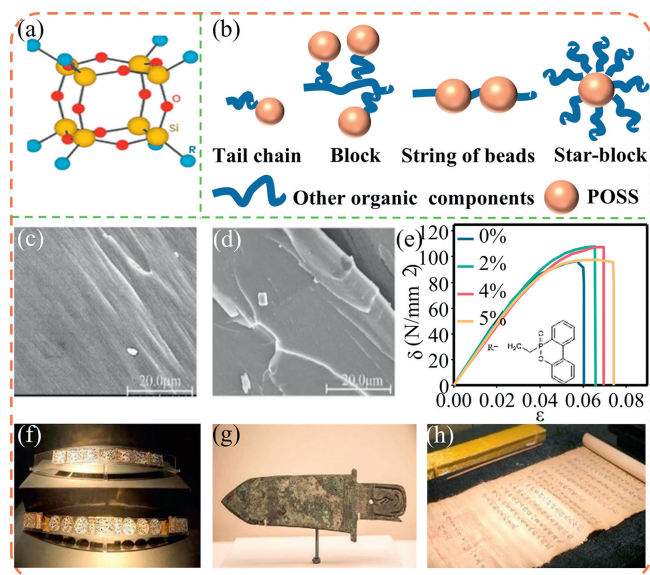 (a)
O
Si
R
(b)
Tail chain Block String of beads Star-block
Other organic components POSS
(c)
20.0μm
(d)
20.0μm
(e)
δ (N/mm²)
120
100
80
60
40
20
0
0%
2%
4%
5%
g-
H₃C
P
O
O
0.00 0.02 0.04 0.06 0.08
ε
(f)
(g)
(h)